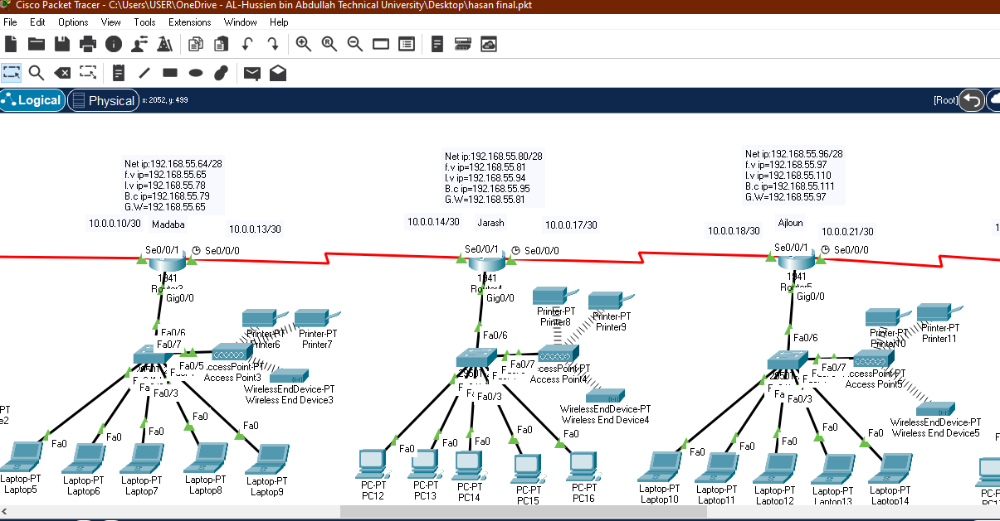 Cisco Packet Tracer - C:\Users\USER\OneDrive - AL-Hussien bin Abdullah Technical University\Desktop\hasan final.pkt
File Edit Options View Tools Extensions Window Help
Logical Physical x: 2052, y: 499 [Root]
Net ip:192.168.55.64/28
f.v ip=192.168.55.65
l.v ip=192.168.55.78
B.c ip=192.168.55.79
G.W=192.168.55.65
10.0.0.10/30 Madaba 10.0.0.13/30
Se0/0/1 Se0/0/0
1941
Router3
Gig0/0
Fa0/6
Fa0/7
Fa0/5
Fa0/3
Printer-PT
Printer6
Printer-PT
Printer7
AccessPoint-PT
Access Point3
WirelessEndDevice-PT
Wireless End Device3
Fa0
Fa0
Fa0
Fa0
Fa0
Laptop-PT
Laptop5
Laptop-PT
Laptop6
Laptop-PT
Laptop7
Laptop-PT
Laptop8
Laptop-PT
Laptop9
Net ip:192.168.55.80/28
f.v ip=192.168.55.81
l.v ip=192.168.55.94
B.c ip=192.168.55.95
G.W=192.168.55.81
10.0.0.14/30 Jarash 10.0.0.17/30
Se0/0/1 Se0/0/0
1941
Router4
Gig0/0
Fa0/6
Fa0/7
Fa0/3
Printer-PT
Printer8
Printer-PT
Printer9
AccessPoint-PT
Access Point4
WirelessEndDevice-PT
Wireless End Device4
Fa0
Fa0
Fa0
Fa0
Fa0
PC-PT
PC12
PC-PT
PC13
PC-PT
PC14
PC-PT
PC15
PC-PT
PC16
Net ip:192.168.55.96/28
f.v ip=192.168.55.97
l.v ip=192.168.55.110
B.c ip=192.168.55.111
G.W=192.168.55.97
10.0.0.18/30 Ajloun 10.0.0.21/30
Se0/0/1 Se0/0/0
1941
Router5
Gig0/0
Fa0/6
Fa0/7
Fa0/3
Printer-PT
Printer10
Printer-PT
Printer11
AccessPoint-PT
Access Point5
WirelessEndDevice-PT
Wireless End Device5
Fa0
Fa0
Fa0
Fa0
Fa0
Laptop-PT
Laptop10
Laptop-PT
Laptop11
Laptop-PT
Laptop12
Laptop-PT
Laptop13
Laptop-PT
Laptop14